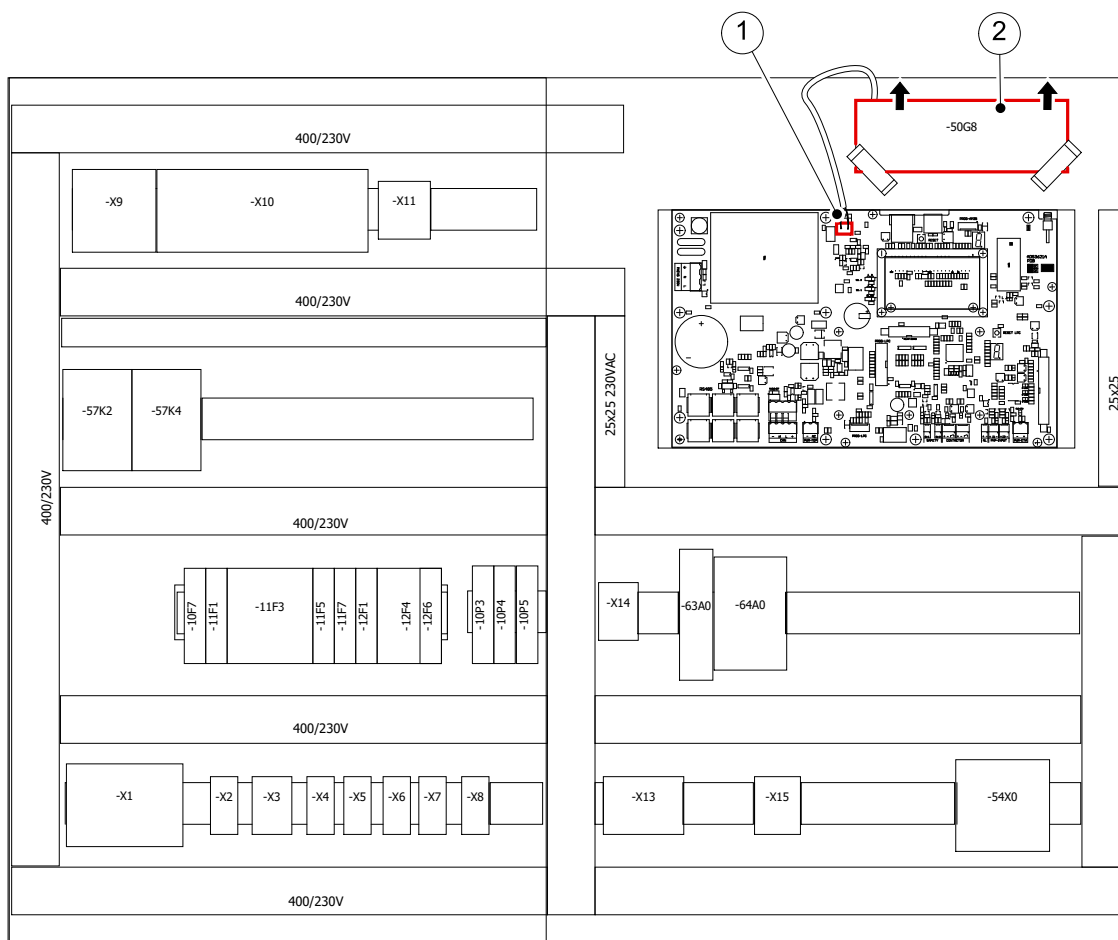 1
2
400/230V
-50G8
-X9
-X10
-X11
400/230V
-57K2
-57K4
25x25 230VAC
25x25
400/230V
RS485
400/230V
-10F7
-11F1
-11F3
-11F5
-11F7
-12F1
-12F4
-12F6
-10P3
-10P4
-10P5
-X14
-63A0
-64A0
400/230V
-X1
-X2
-X3
-X4
-X5
-X6
-X7
-X8
-X13
-X15
-54X0
400/230V